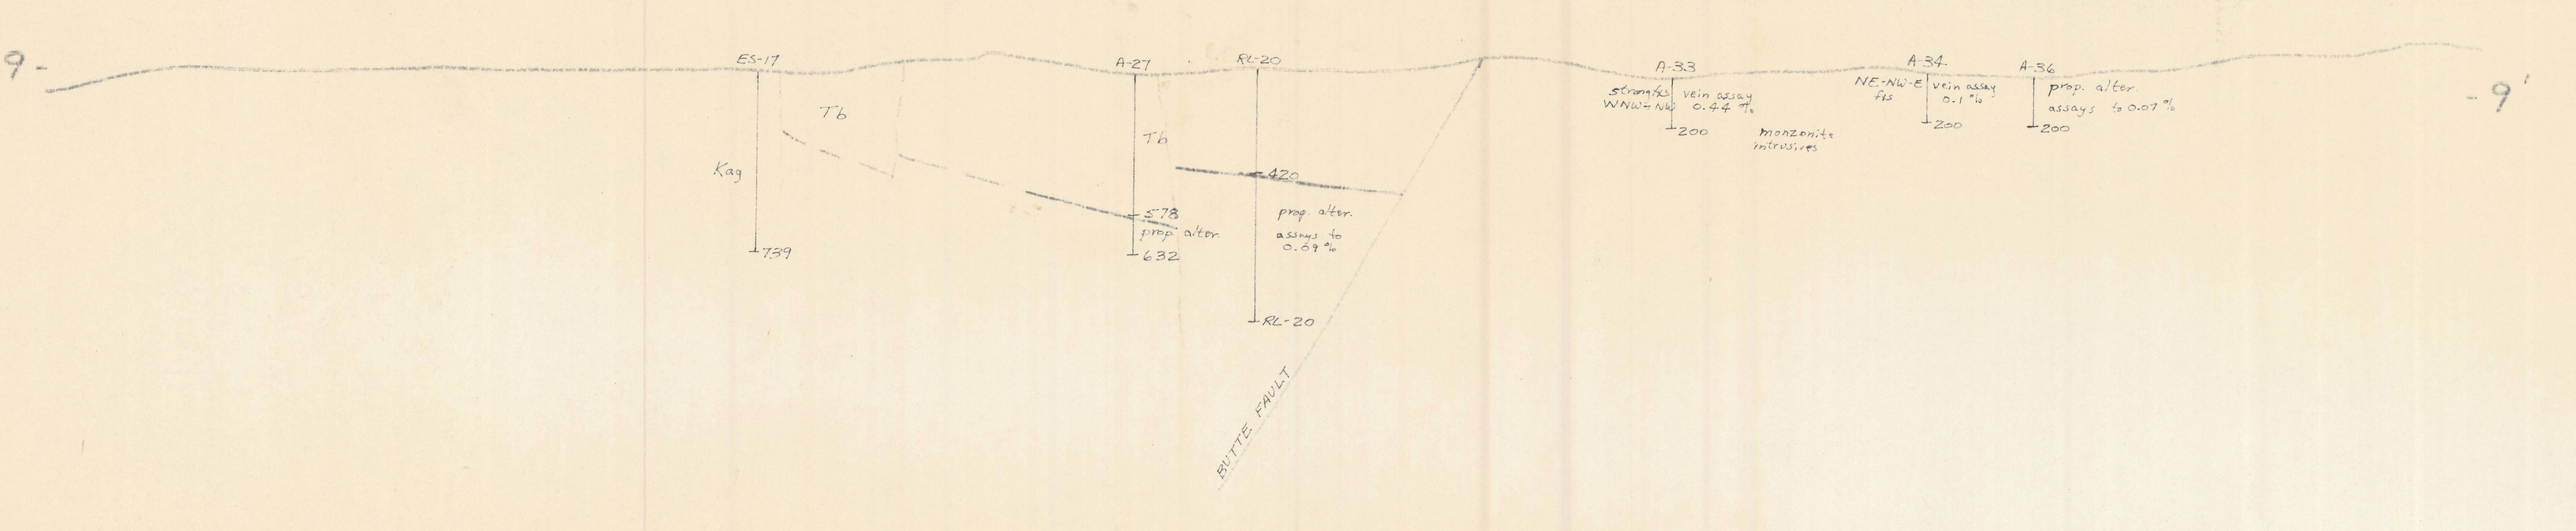 9 -
ES-17
A-27
RL-20
A-33
A-34
A-36
- 9'
Tb
Kag
739
Tb
578
prop. alter.
632
420
prop. alter.
assays to
0.09 %
RL-20
BUTTE FAULT
strong fxs
WNW + NW
vein assay
0.44 %
200
monzonite
intrusives
NE-NW-E
fxs
vein assay
0.1 %
200
prop. alter.
assays to 0.07 %
200